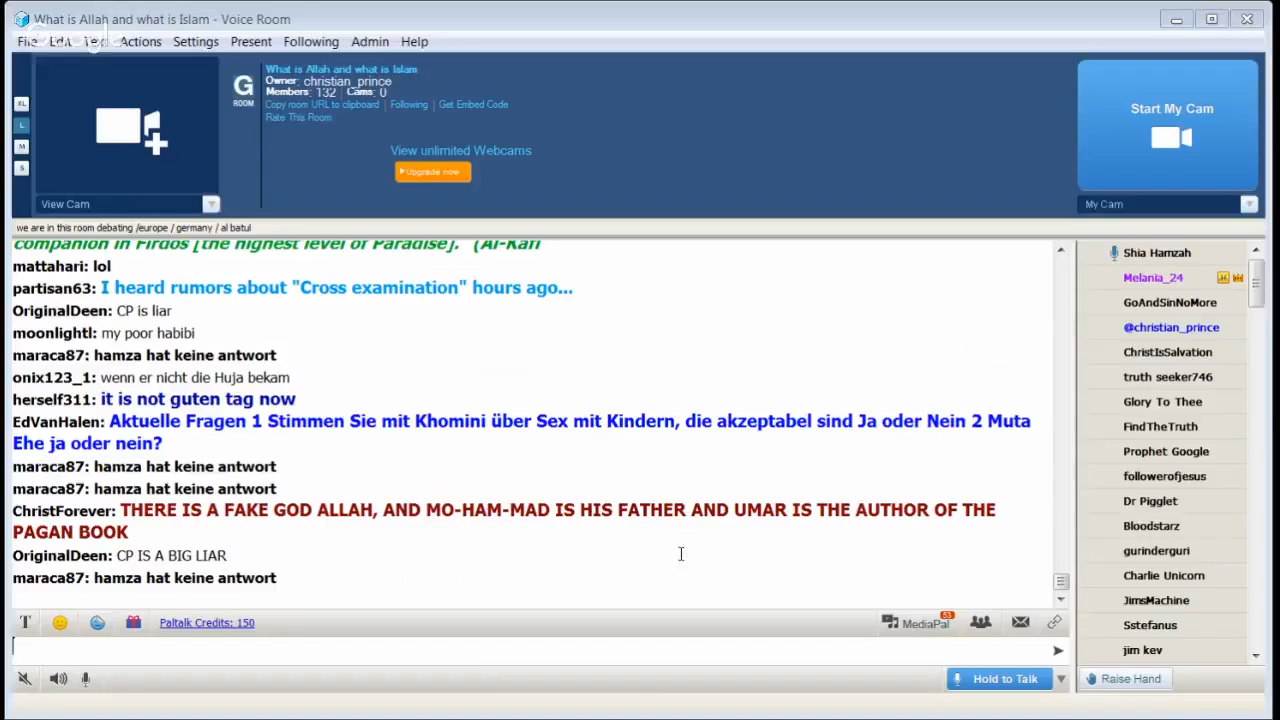 What is Allah and what is Islam - Voice Room
Google
File Edit Text Actions Settings Present Following Admin Help
XL
L
M
S
View Cam
G
ROOM
What is Allah and what is Islam
Owner: christian_prince
Members: 132 Cams: 0
Copy room URL to clipboard | Following | Get Embed Code
Rate This Room
View unlimited Webcams
Upgrade now
Start My Cam
My Cam
we are in this room debating /europe / germany / al batul
companion in Firdos [the highest level of Paradise]. " (Al-Kafi
mattahari: lol
partisan63: I heard rumors about "Cross examination" hours ago...
OriginalDeen: CP is liar
moonlightl: my poor habibi
maraca87: hamza hat keine antwort
onix123_1: wenn er nicht die Huja bekam
herself311: it is not guten tag now
EdVanHalen: Aktuelle Fragen 1 Stimmen Sie mit Khomini über Sex mit Kindern, die akzeptabel sind Ja oder Nein 2 Muta
Ehe ja oder nein?
maraca87: hamza hat keine antwort
maraca87: hamza hat keine antwort
ChristForever: THERE IS A FAKE GOD ALLAH, AND MO-HAM-MAD IS HIS FATHER AND UMAR IS THE AUTHOR OF THE
PAGAN BOOK
OriginalDeen: CP IS A BIG LIAR
maraca87: hamza hat keine antwort
T
Paltalk Credits: 150
MediaPal
53
Hold to Talk
Shia Hamzah
Melania_24
GoAndSinNoMore
@christian_prince
ChristIsSalvation
truth seeker746
Glory To Thee
FindTheTruth
Prophet Google
followerofjesus
Dr Pigglet
Bloodstarz
gurinderguri
Charlie Unicorn
JimsMachine
Sstefanus
jim kev
Raise Hand